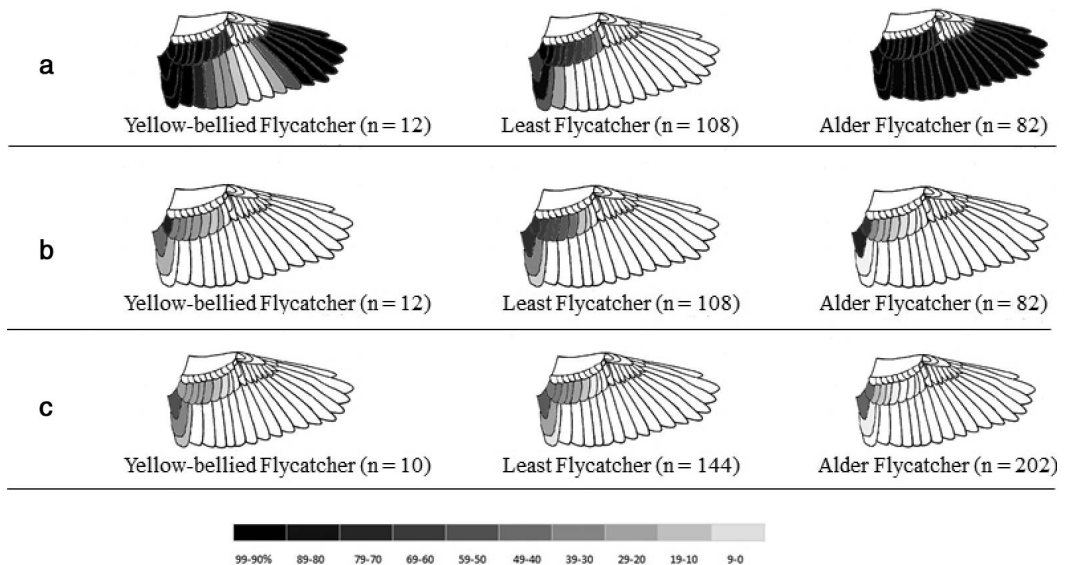 a
Yellow-bellied Flycatcher (n = 12) Least Flycatcher (n = 108) Alder Flycatcher (n = 82)
b
Yellow-bellied Flycatcher (n = 12) Least Flycatcher (n = 108) Alder Flycatcher (n = 82)
c
Yellow-bellied Flycatcher (n = 10) Least Flycatcher (n = 144) Alder Flycatcher (n = 202)
99-90% 89-80 79-70 69-60 59-50 49-40 39-30 29-20 19-10 9-0